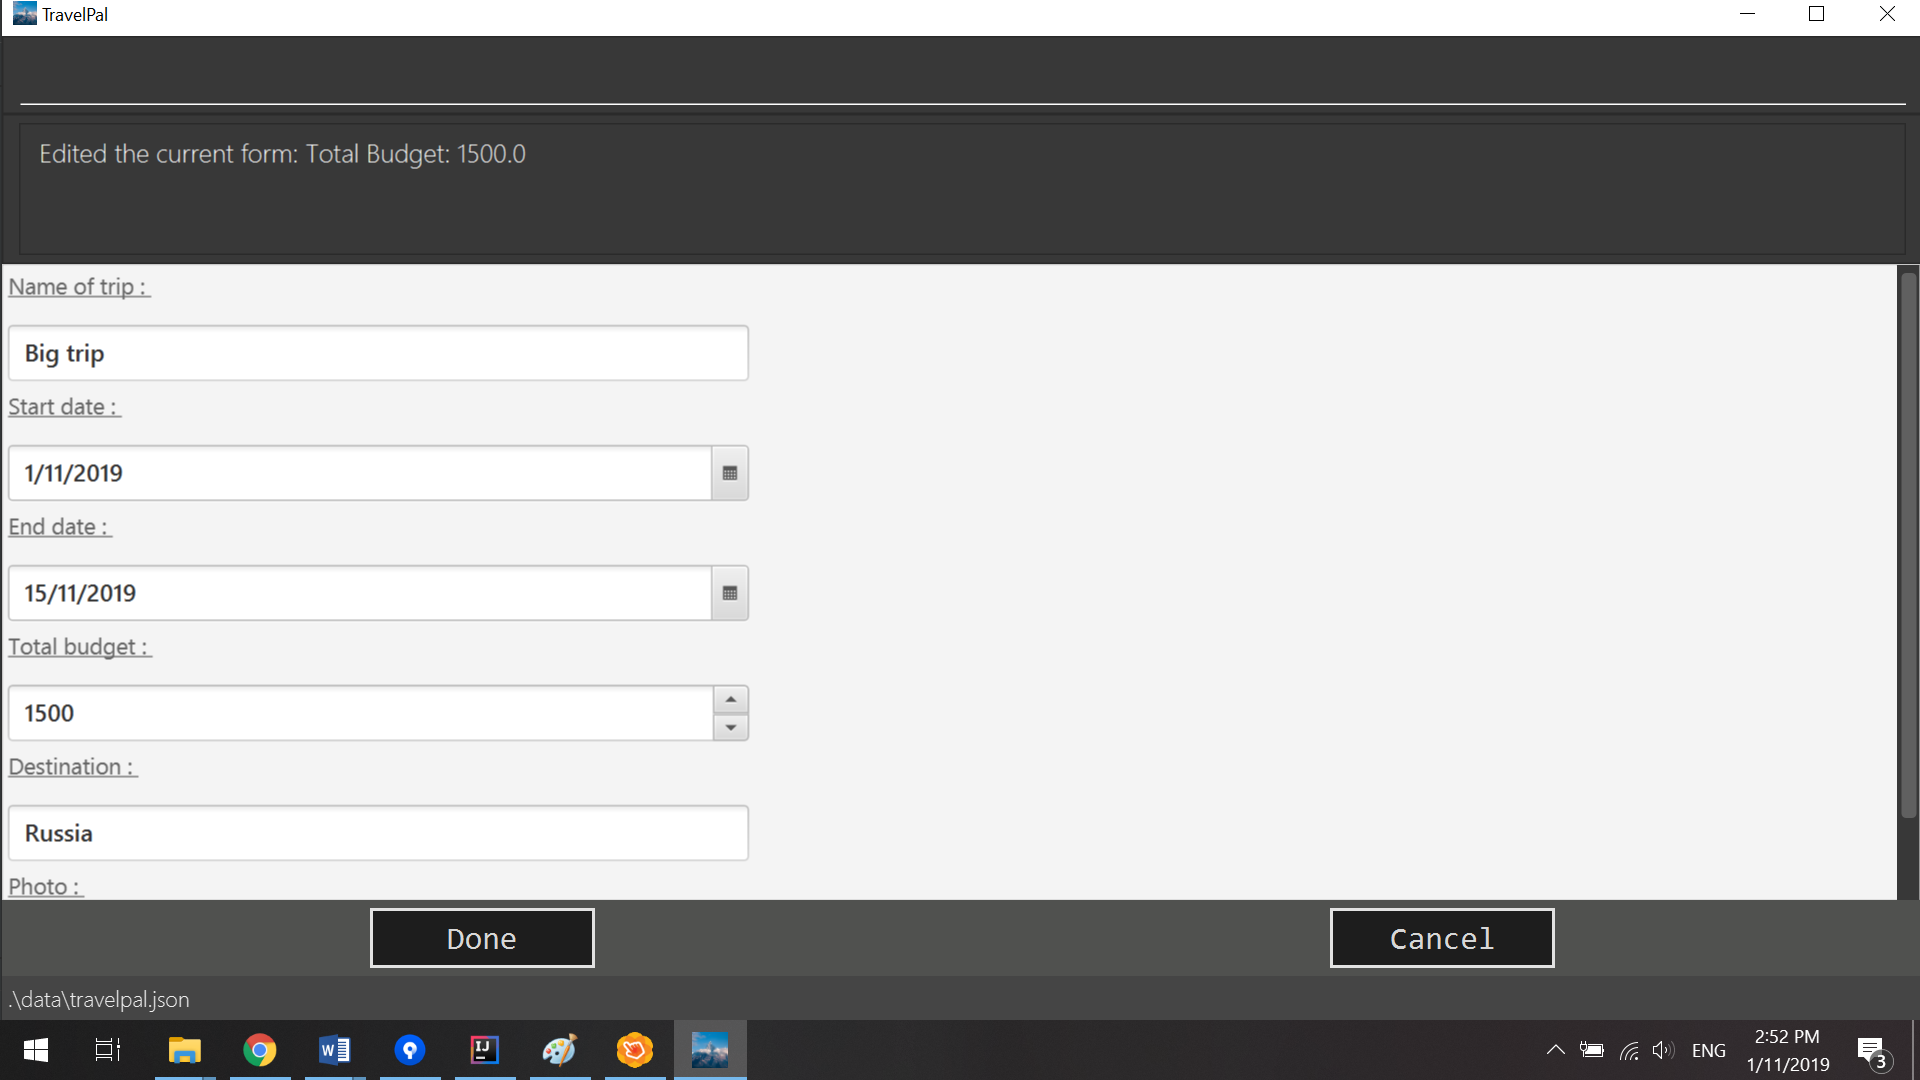 TravelPal
Edited the current form: Total Budget: 1500.0
Name of trip :
Big trip
Start date :
1/11/2019
End date :
15/11/2019
Total budget :
1500
Destination :
Russia
Photo :
Done
Cancel
.\data\travelpal.json
W
IJ
ENG
2:52 PM
1/11/2019
3